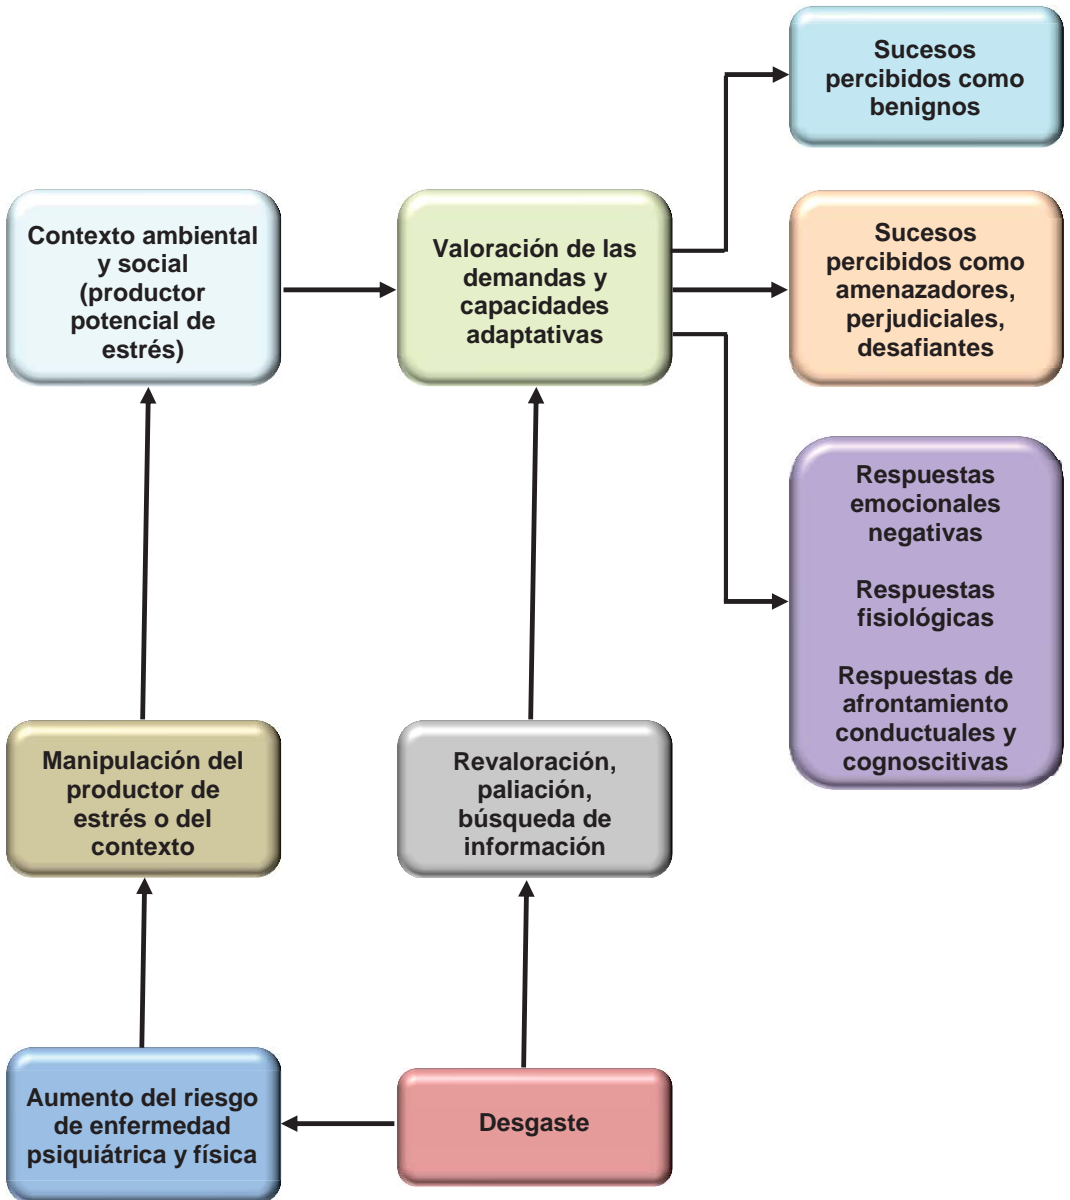 Sucesos
percibidos como
benignos
Contexto ambiental
y social
(productor
potencial de
estrés)
Valoración de las
demandas y
capacidades
adaptativas
Sucesos
percibidos como
amenazadores,
perjudiciales,
desafiantes
Respuestas
emocionales
negativas
Respuestas
fisiológicas
Respuestas de
afrontamiento
conductuales y
cognoscitivas
Manipulación del
productor de
estrés o del
contexto
Revaloración,
paliación,
búsqueda de
información
Aumento del riesgo
de enfermedad
psiquiátrica y física
Desgaste